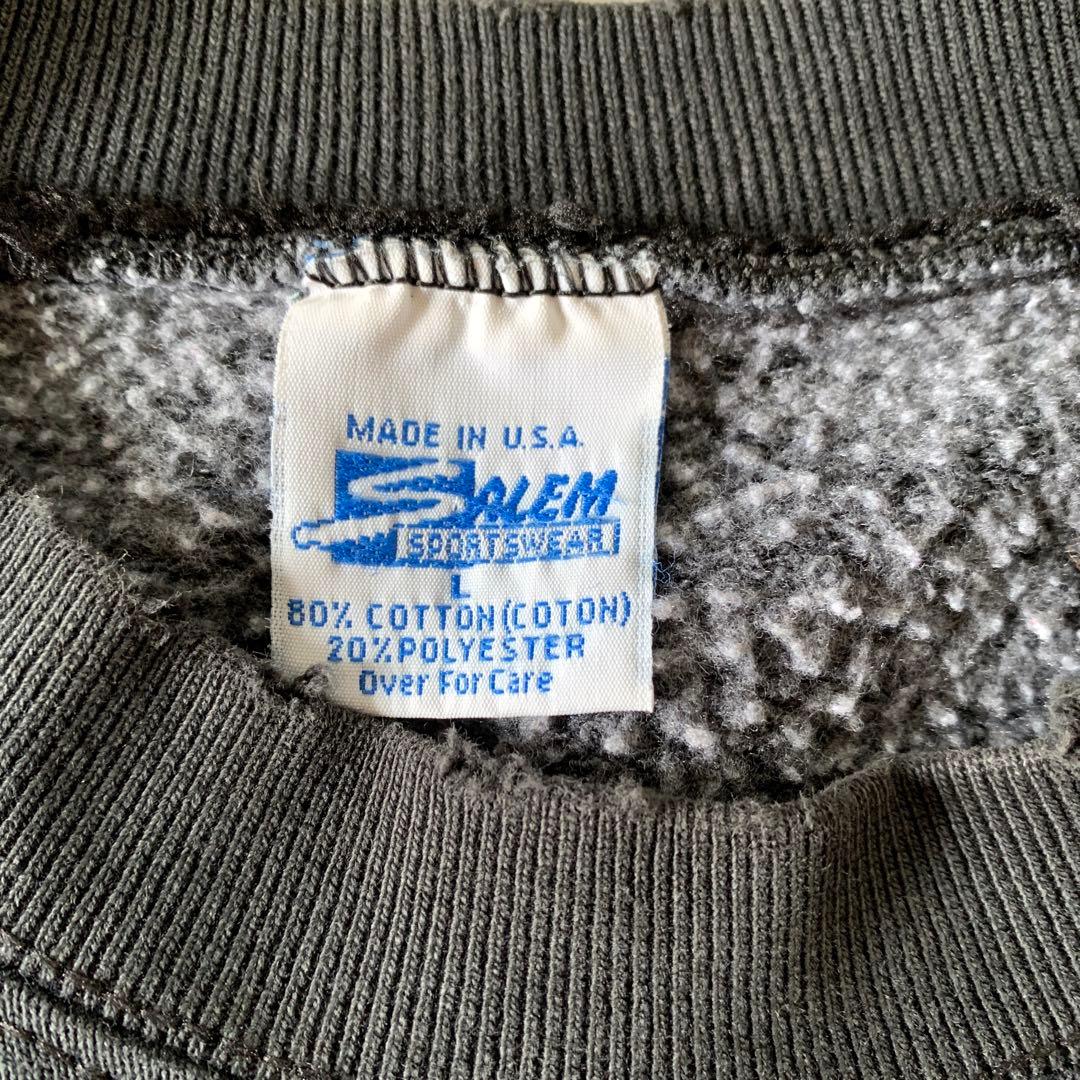 MADE IN U.S.A.
SALEM
SPORTSWEAR
L
80% COTTON(COTON)
20% POLYESTER
Over For Care